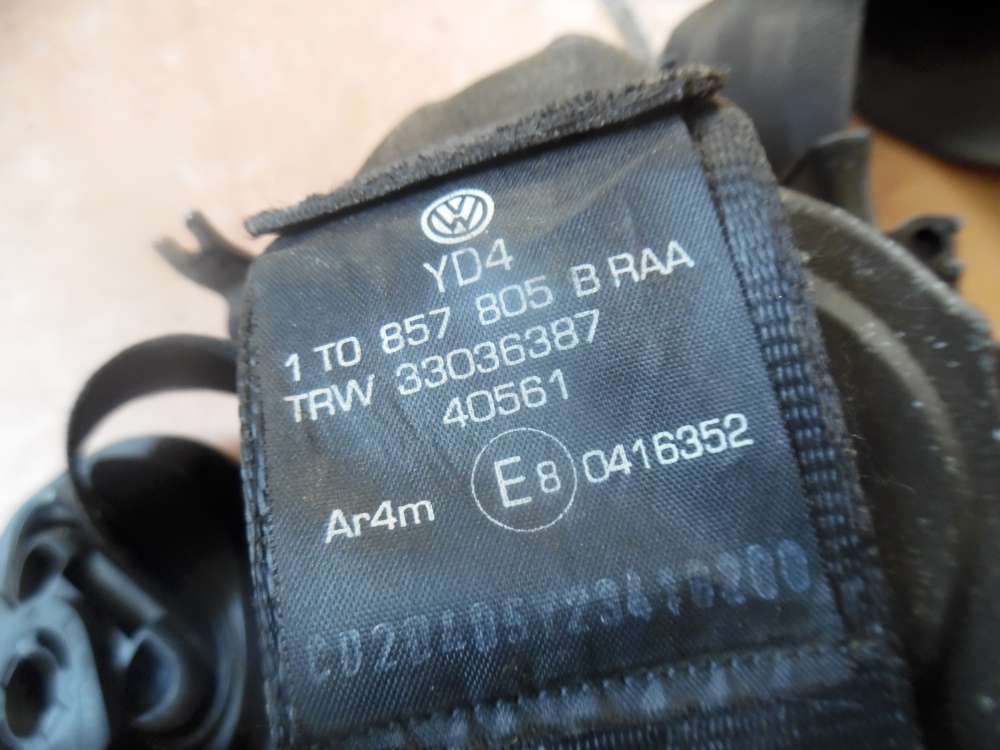 YD4
1 T0 857 805 B RAA
TRW 33036387
40561
Ar4m E8 0416352